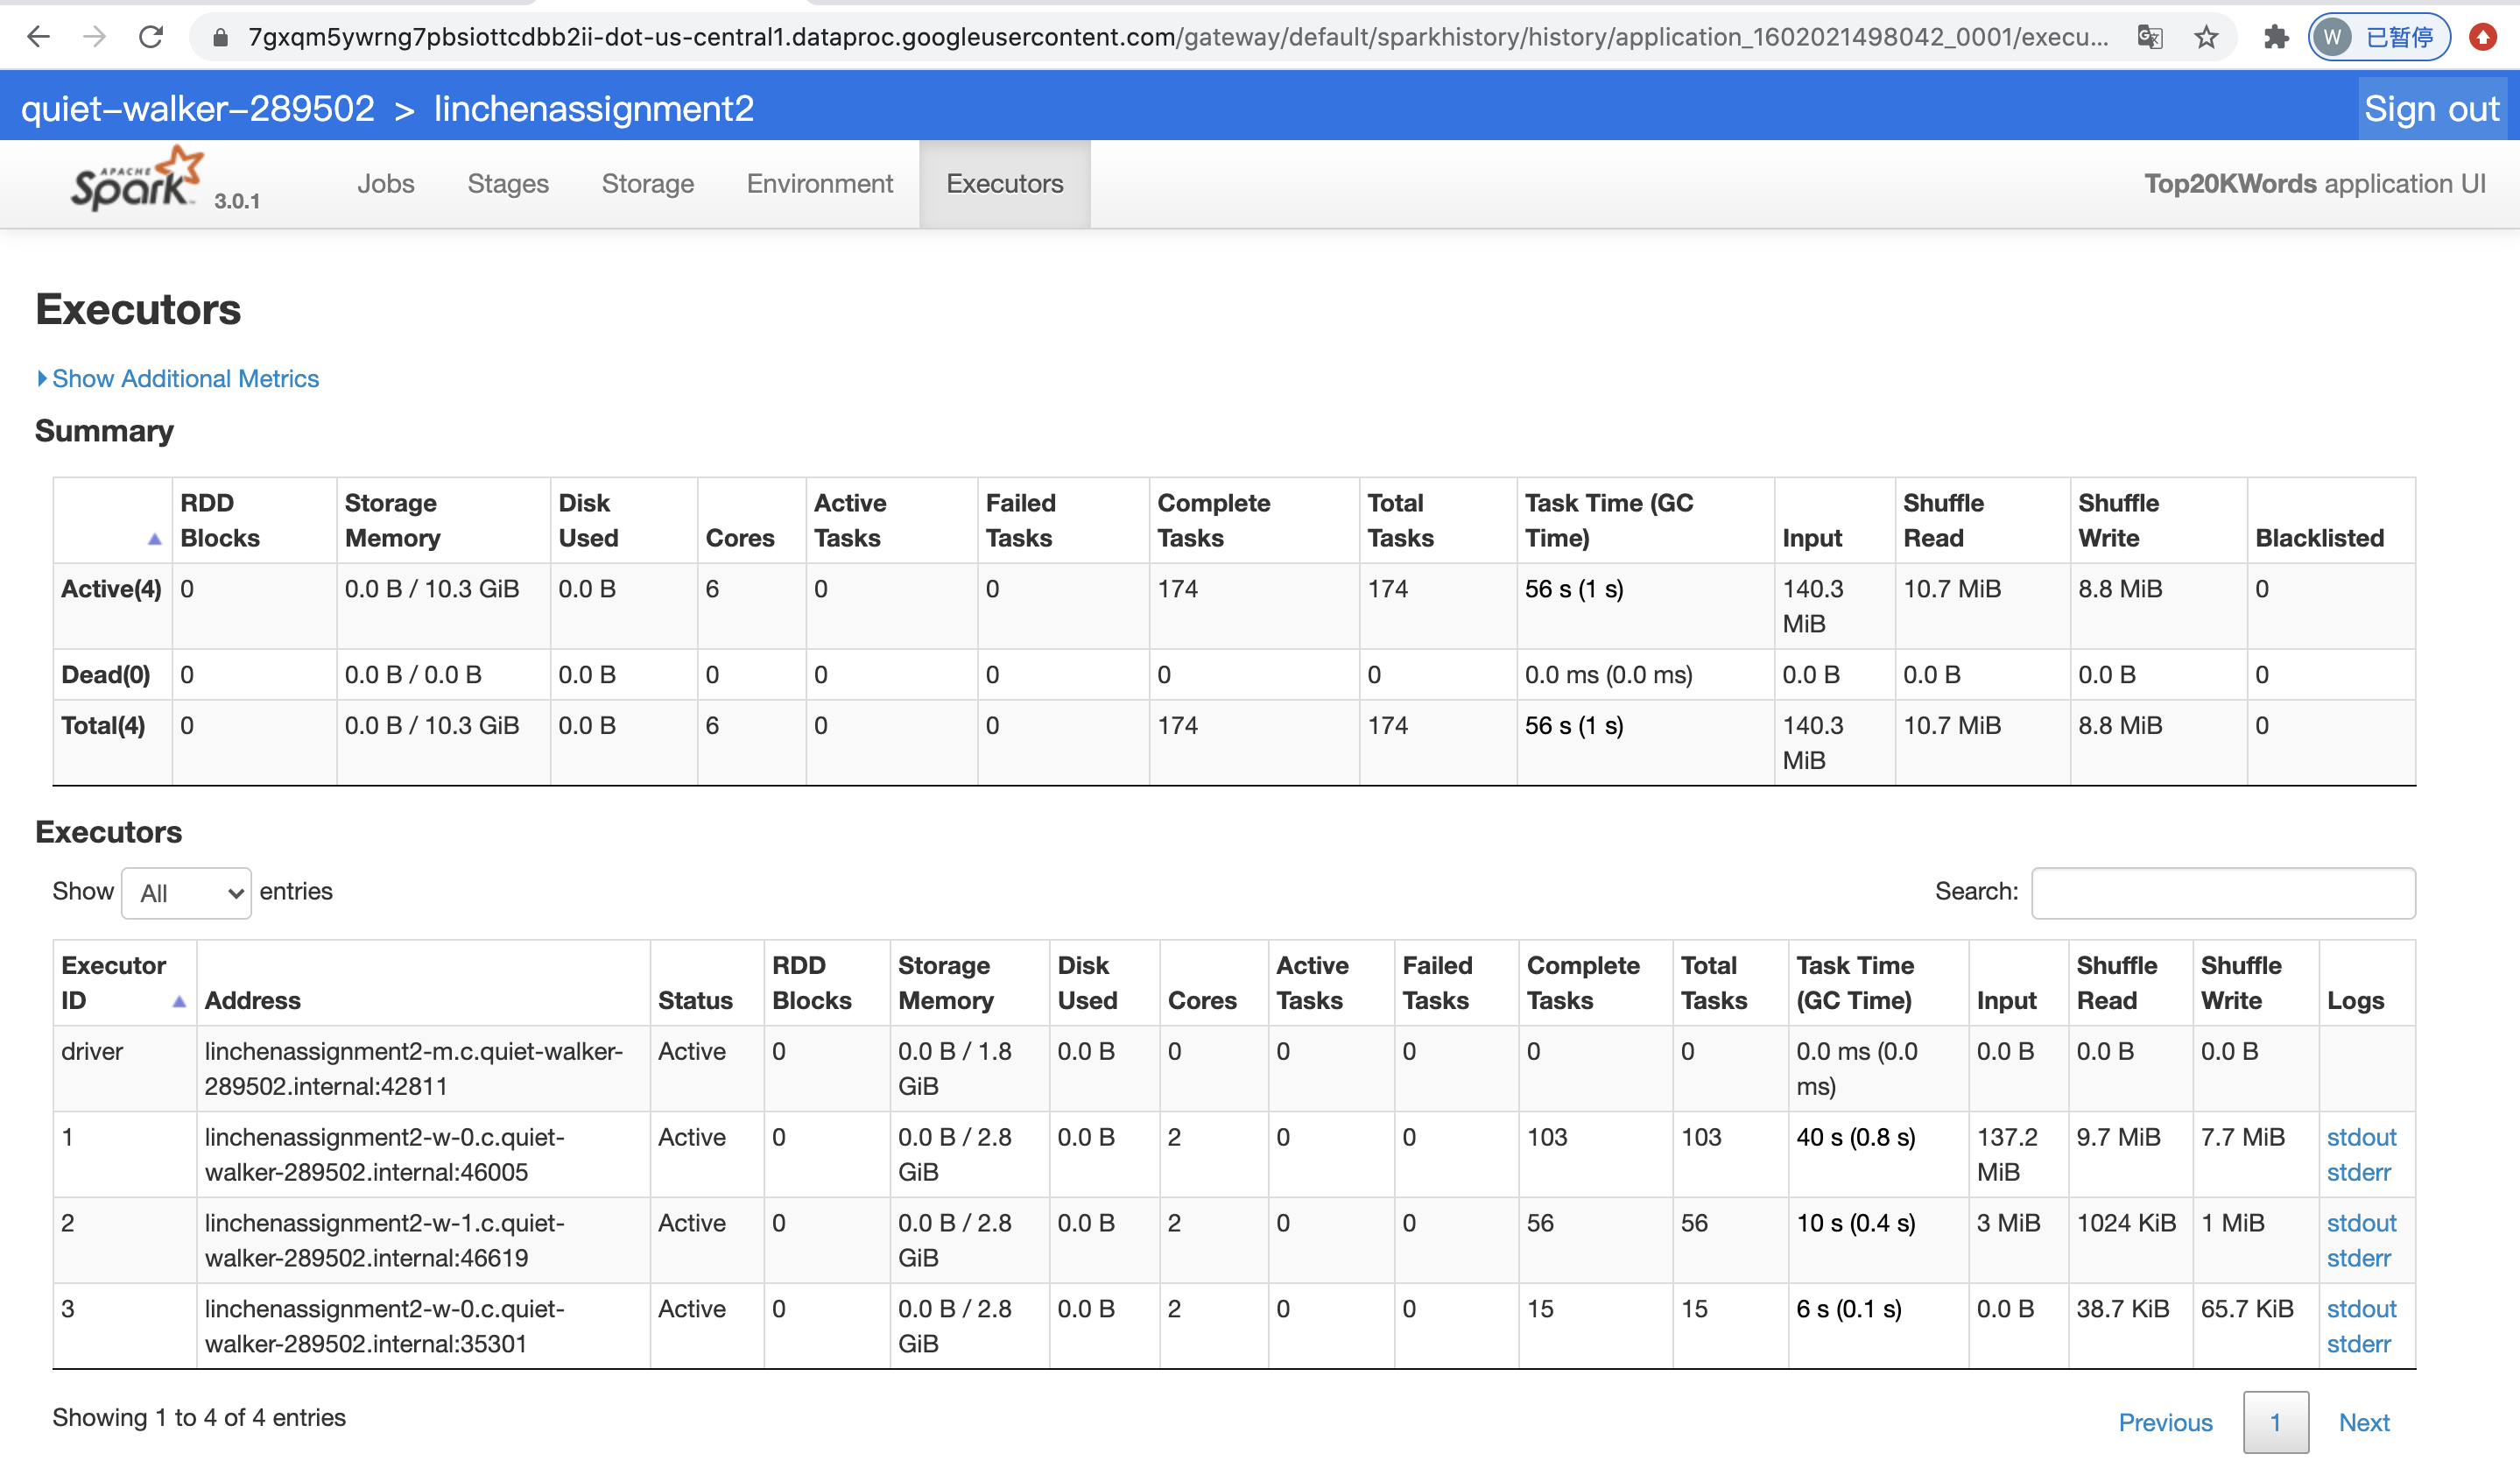 7gxqm5ywrng7pbsiottcdbb2ii-dot-us-central1.dataproc.googleusercontent.com/gateway/default/sparkhistory/history/application_1602021498042_0001/execu...
W 已暂停
quiet-walker-289502 > linchenassignment2 Sign out
APACHE Spark 3.0.1 Jobs Stages Storage Environment Executors Top20KWords application UI
Executors
Show Additional Metrics
Summary
RDD Blocks Storage Memory Disk Used Cores Active Tasks Failed Tasks Complete Tasks Total Tasks Task Time (GC Time) Input Shuffle Read Shuffle Write Blacklisted
Active(4) 0 0.0 B / 10.3 GiB 0.0 B 6 0 0 174 174 56 s (1 s) 140.3 MiB 10.7 MiB 8.8 MiB 0
Dead(0) 0 0.0 B / 0.0 B 0.0 B 0 0 0 0 0 0.0 ms (0.0 ms) 0.0 B 0.0 B 0.0 B 0
Total(4) 0 0.0 B / 10.3 GiB 0.0 B 6 0 0 174 174 56 s (1 s) 140.3 MiB 10.7 MiB 8.8 MiB 0
Executors
Show All entries Search:
Executor ID Address Status RDD Blocks Storage Memory Disk Used Cores Active Tasks Failed Tasks Complete Tasks Total Tasks Task Time (GC Time) Input Shuffle Read Shuffle Write Logs
driver linchenassignment2-m.c.quiet-walker-289502.internal:42811 Active 0 0.0 B / 1.8 GiB 0.0 B 0 0 0 0 0 0.0 ms (0.0 ms) 0.0 B 0.0 B 0.0 B
1 linchenassignment2-w-0.c.quiet-walker-289502.internal:46005 Active 0 0.0 B / 2.8 GiB 0.0 B 2 0 0 103 103 40 s (0.8 s) 137.2 MiB 9.7 MiB 7.7 MiB stdout stderr
2 linchenassignment2-w-1.c.quiet-walker-289502.internal:46619 Active 0 0.0 B / 2.8 GiB 0.0 B 2 0 0 56 56 10 s (0.4 s) 3 MiB 1024 KiB 1 MiB stdout stderr
3 linchenassignment2-w-0.c.quiet-walker-289502.internal:35301 Active 0 0.0 B / 2.8 GiB 0.0 B 2 0 0 15 15 6 s (0.1 s) 0.0 B 38.7 KiB 65.7 KiB stdout stderr
Showing 1 to 4 of 4 entries Previous 1 Next